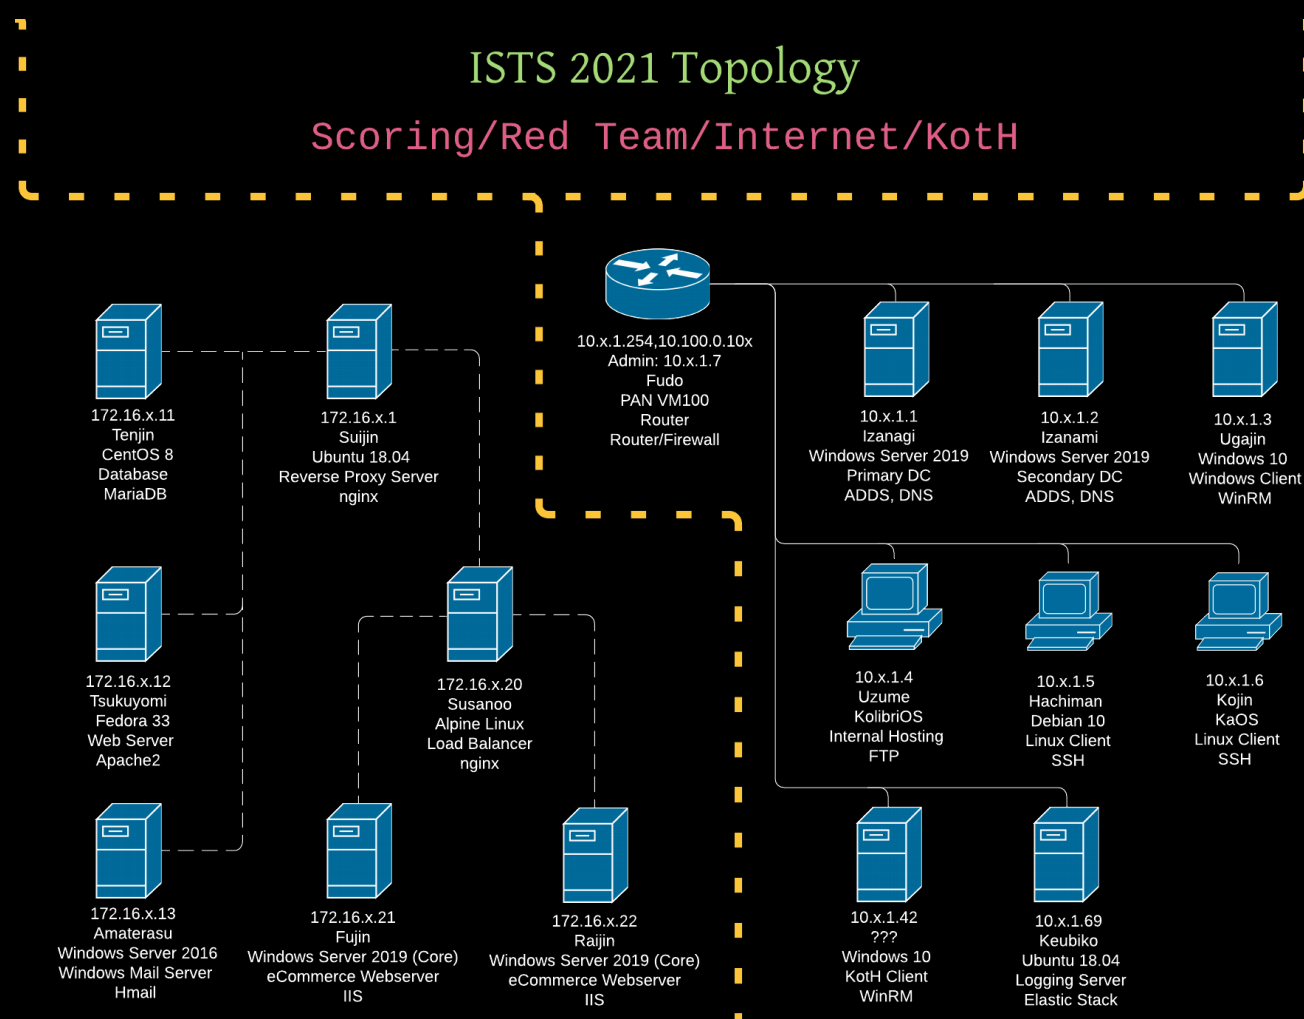 ISTS 2021 Topology
Scoring/Red Team/Internet/KotH
10.x.1.254,10.100.0.10x
Admin: 10.x.1.7
Fudo
PAN VM100
Router
Router/Firewall
10.x.1.1
Izanagi
Windows Server 2019
Primary DC
ADDS, DNS
10.x.1.2
Izanami
Windows Server 2019
Secondary DC
ADDS, DNS
10.x.1.3
Ugajin
Windows 10
Windows Client
WinRM
172.16.x.11
Tenjin
CentOS 8
Database
MariaDB
172.16.x.1
Suijin
Ubuntu 18.04
Reverse Proxy Server
nginx
172.16.x.12
Tsukuyomi
Fedora 33
Web Server
Apache2
172.16.x.20
Susanoo
Alpine Linux
Load Balancer
nginx
10.x.1.4
Uzume
KolibriOS
Internal Hosting
FTP
10.x.1.5
Hachiman
Debian 10
Linux Client
SSH
10.x.1.6
Kojin
KaOS
Linux Client
SSH
172.16.x.13
Amaterasu
Windows Server 2016
Windows Mail Server
Hmail
172.16.x.21
Fujin
Windows Server 2019 (Core)
eCommerce Webserver
IIS
172.16.x.22
Raijin
Windows Server 2019 (Core)
eCommerce Webserver
IIS
10.x.1.42
???
Windows 10
KotH Client
WinRM
10.x.1.69
Keubiko
Ubuntu 18.04
Logging Server
Elastic Stack